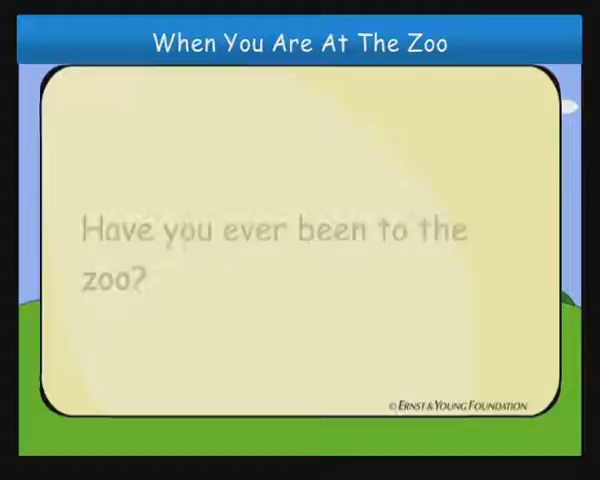 When You Are At The Zoo
Have you ever been to the
zoo?
© ERNST & YOUNG FOUNDATION